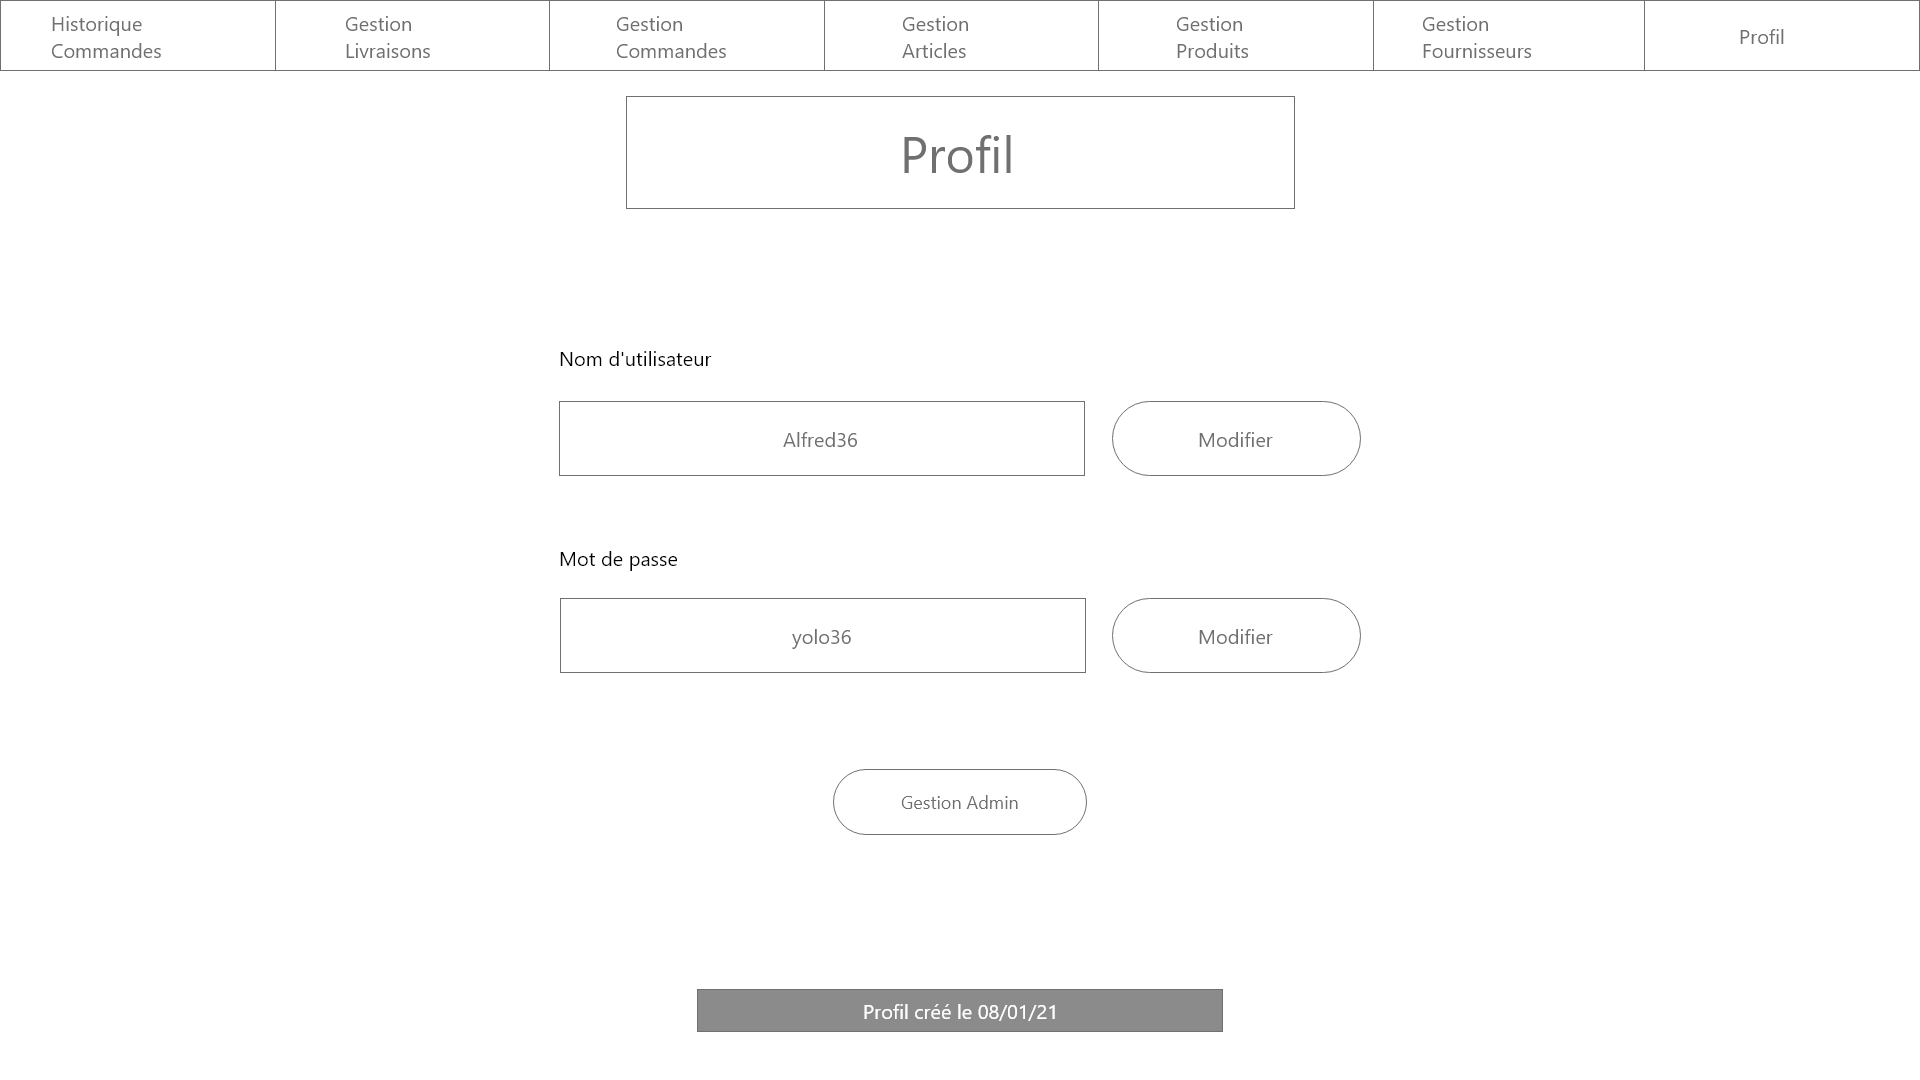 Historique
Commandes
Gestion
Livraisons
Gestion
Commandes
Gestion
Articles
Gestion
Produits
Gestion
Fournisseurs
Profil
Profil
Nom d'utilisateur
Alfred36
Modifier
Mot de passe
yolo36
Modifier
Gestion Admin
Profil créé le 08/01/21